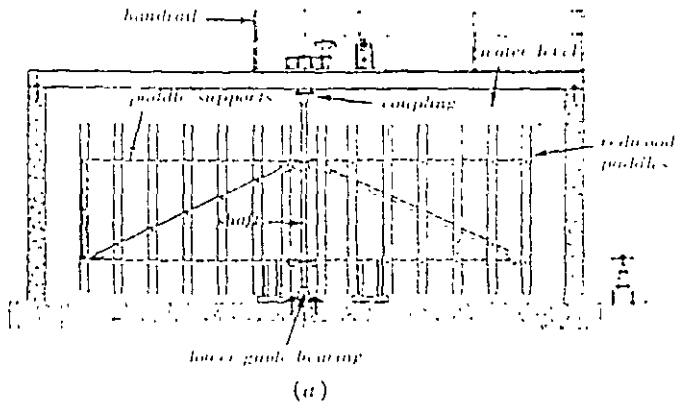 handrail
water level
paddle supports
coupling
redwood
paddles
shaft
lower guide bearing
(a)